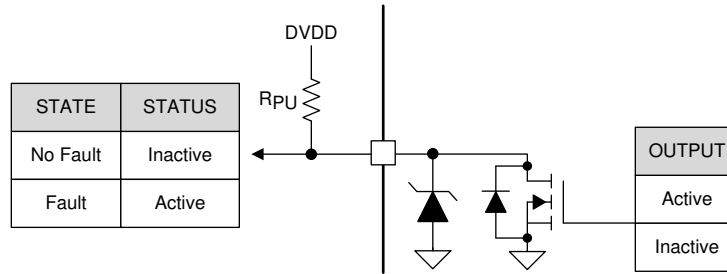 DVDD
RPU
STATE STATUS
No Fault Inactive
Fault Active
OUTPUT
Active
Inactive